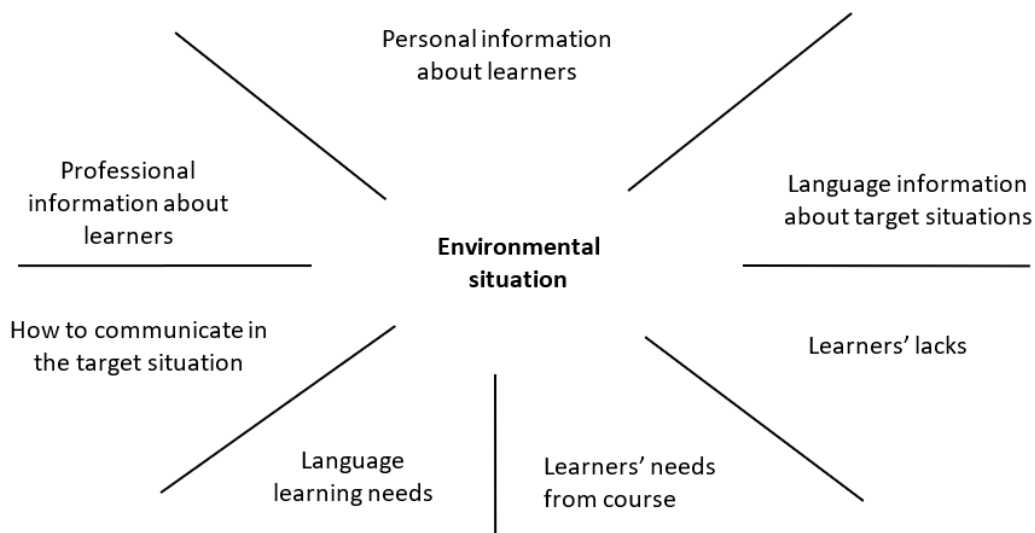 Personal information
about learners
Professional
information about
learners
Language information
about target situations
Environmental
situation
How to communicate in
the target situation
Learners’ lacks
Language
learning needs
Learners’ needs
from course